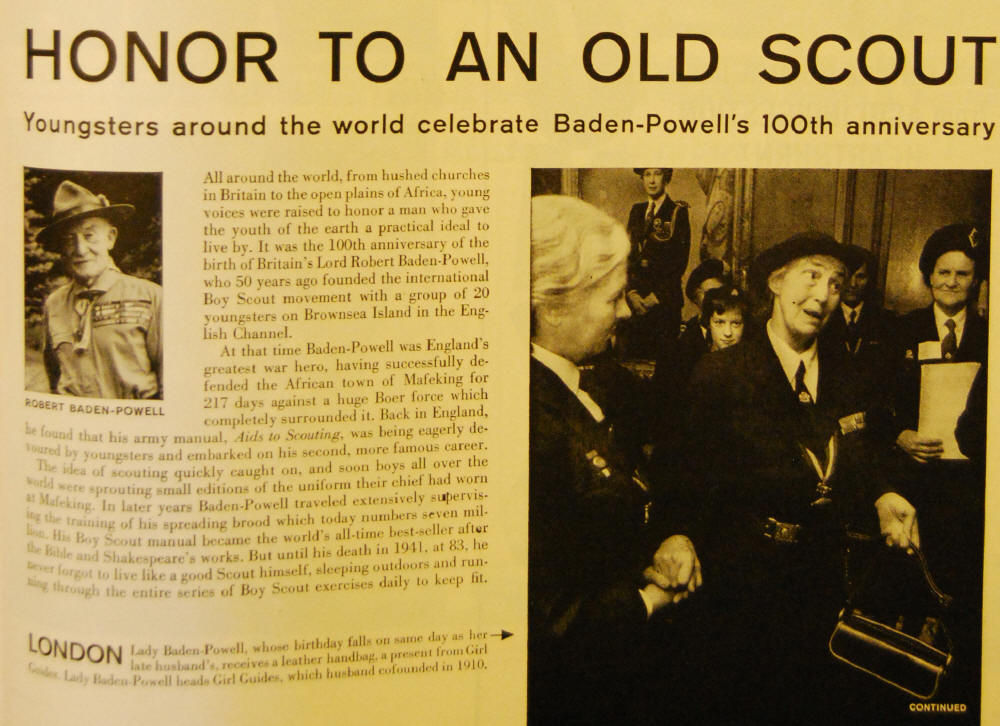 HONOR TO AN OLD SCOUT
Youngsters around the world celebrate Baden-Powell's 100th anniversary
ROBERT BADEN-POWELL
All around the world, from hushed churches
in Britain to the open plains of Africa, young
voices were raised to honor a man who gave
the youth of the earth a practical ideal to
live by. It was the 100th anniversary of the
birth of Britain's Lord Robert Baden-Powell,
who 50 years ago founded the international
Boy Scout movement with a group of 20
youngsters on Brownsea Island in the Eng-
lish Channel.
At that time Baden-Powell was England's
greatest war hero, having successfully de-
fended the African town of Mafeking for
217 days against a huge Boer force which
completely surrounded it. Back in England,
he found that his army manual, Aids to Scouting, was being eagerly de-
voured by youngsters and embarked on his second, more famous career.
The idea of scouting quickly caught on, and soon boys all over the
world were sprouting small editions of the uniform their chief had worn
at Mafeking. In later years Baden-Powell traveled extensively supervis-
ing the training of his spreading brood which today numbers seven mil-
lion. His Boy Scout manual became the world's all-time best-seller after
the Bible and Shakespeare's works. But until his death in 1941, at 83, he
never forgot to live like a good Scout himself, sleeping outdoors and run-
ning through the entire series of Boy Scout exercises daily to keep fit.
LONDON Lady Baden-Powell, whose birthday falls on same day as her
late husband's, receives a leather handbag, a present from Girl
Guides. Lady Baden-Powell heads Girl Guides, which husband cofounded in 1910.
CONTINUED